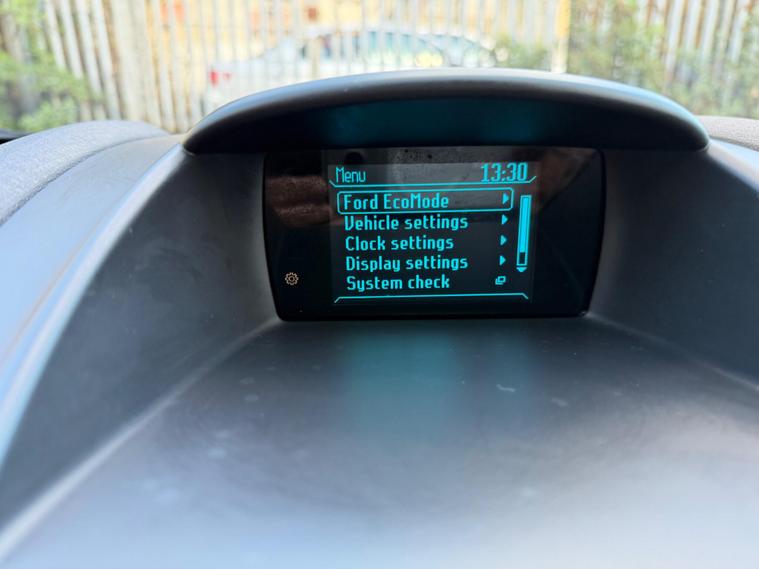 Menu 13:30
Ford EcoMode
Vehicle settings
Clock settings
Display settings
System check